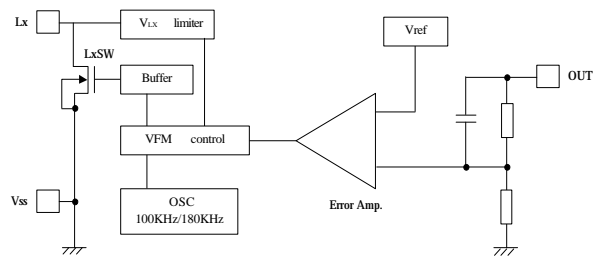 Lx
VLX limiter
Vref
LxSW
Buffer
OUT
VFM control
Vss
OSC
100KHz/180KHz
Error Amp.